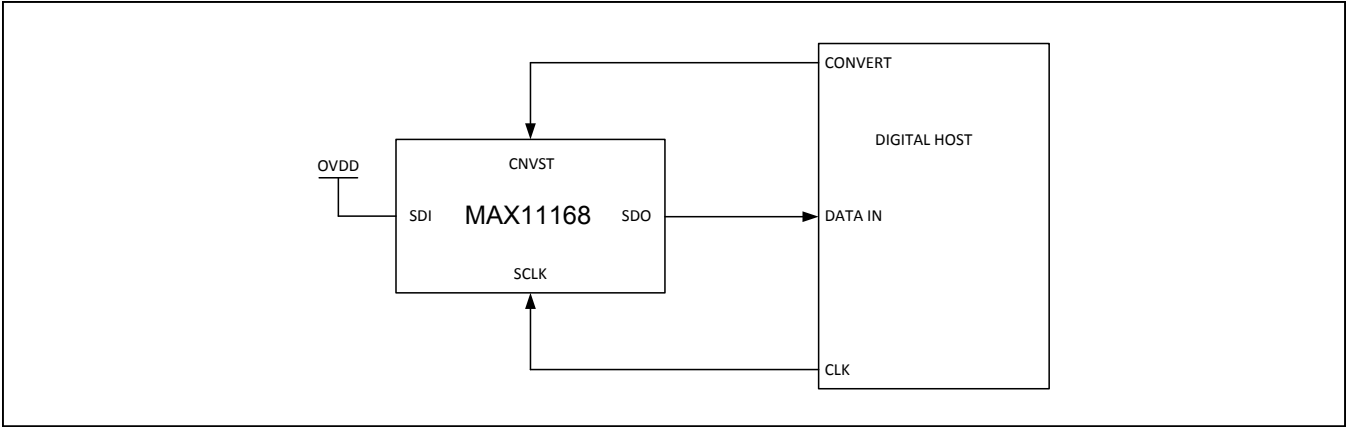 CONVERT
DIGITAL HOST
OVDD
CNVST
SDI
MAX11168
SDO
DATA IN
SCLK
CLK